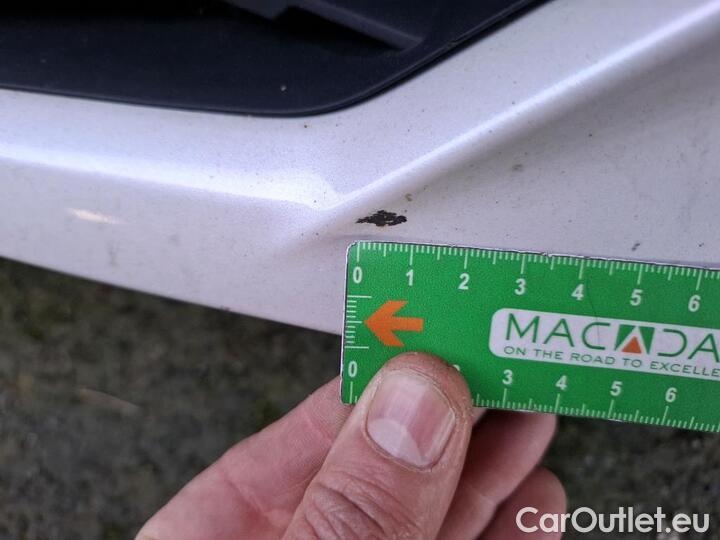 0 1 2 3 4 5 6
MACADA
ON THE ROAD TO EXCELLE
0 3 4 5 6
CarOutlet.eu